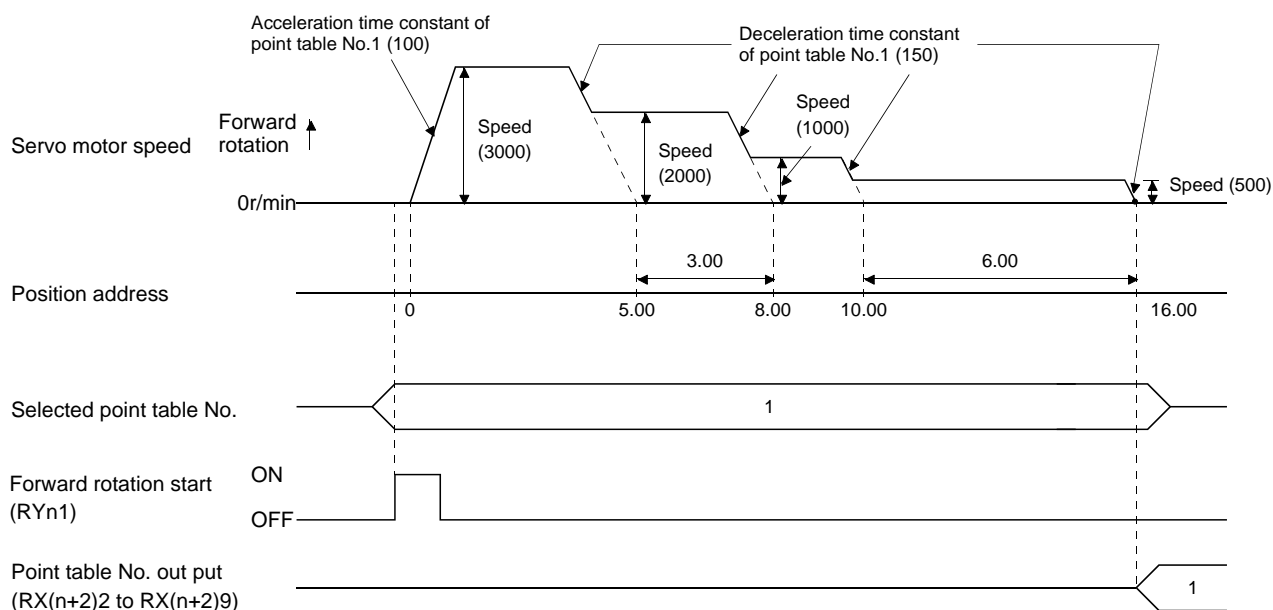 Acceleration time constant of
point table No.1 (100)
Deceleration time constant
of point table No.1 (150)
Servo motor speed
Forward
rotation
Speed
(3000)
Speed
(2000)
Speed
(1000)
Speed (500)
0r/min
3.00
6.00
Position address
0
5.00
8.00
10.00
16.00
Selected point table No.
1
Forward rotation start
(RYn1)
ON
OFF
Point table No. out put
(RX(n+2)2 to RX(n+2)9)
1